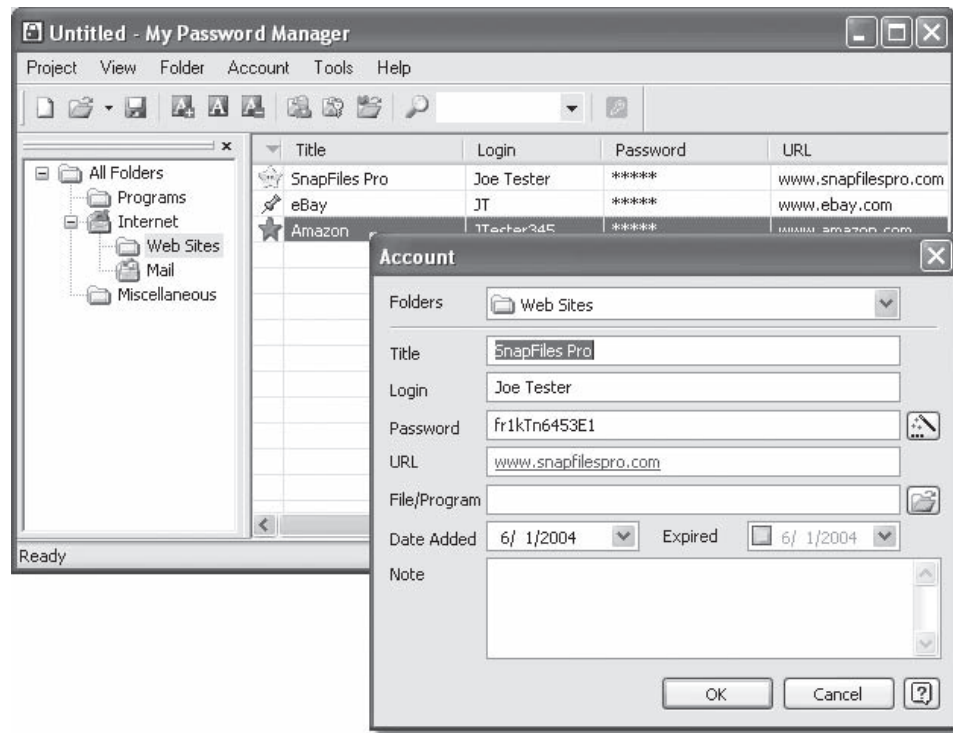 Untitled - My Password Manager
Project View Folder Account Tools Help
Title Login Password URL
All Folders
Programs
Internet
Web Sites
Mail
Miscellaneous
SnapFiles Pro Joe Tester ***** www.snapfilespro.com
eBay JT ***** www.ebay.com
Amazon JTester345 ***** www.amazon.com
Ready
Account
Folders Web Sites
Title SnapFiles Pro
Login Joe Tester
Password fr1kTn6453E1
URL www.snapfilespro.com
File/Program
Date Added 6/ 1/2004 Expired 6/ 1/2004
Note
OK Cancel